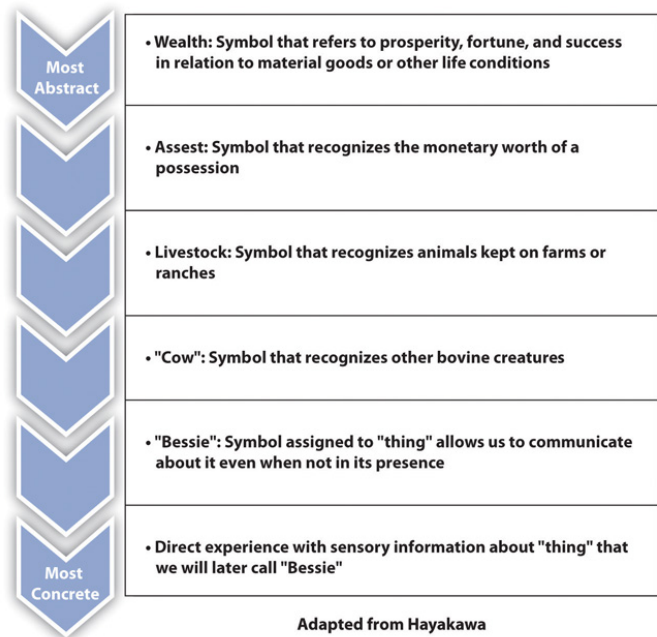 Most
Abstract
• Wealth: Symbol that refers to prosperity, fortune, and success
in relation to material goods or other life conditions
• Assest: Symbol that recognizes the monetary worth of a
possession
• Livestock: Symbol that recognizes animals kept on farms or
ranches
• "Cow": Symbol that recognizes other bovine creatures
• "Bessie": Symbol assigned to "thing" allows us to communicate
about it even when not in its presence
Most
Concrete
• Direct experience with sensory information about "thing" that
we will later call "Bessie"
Adapted from Hayakawa